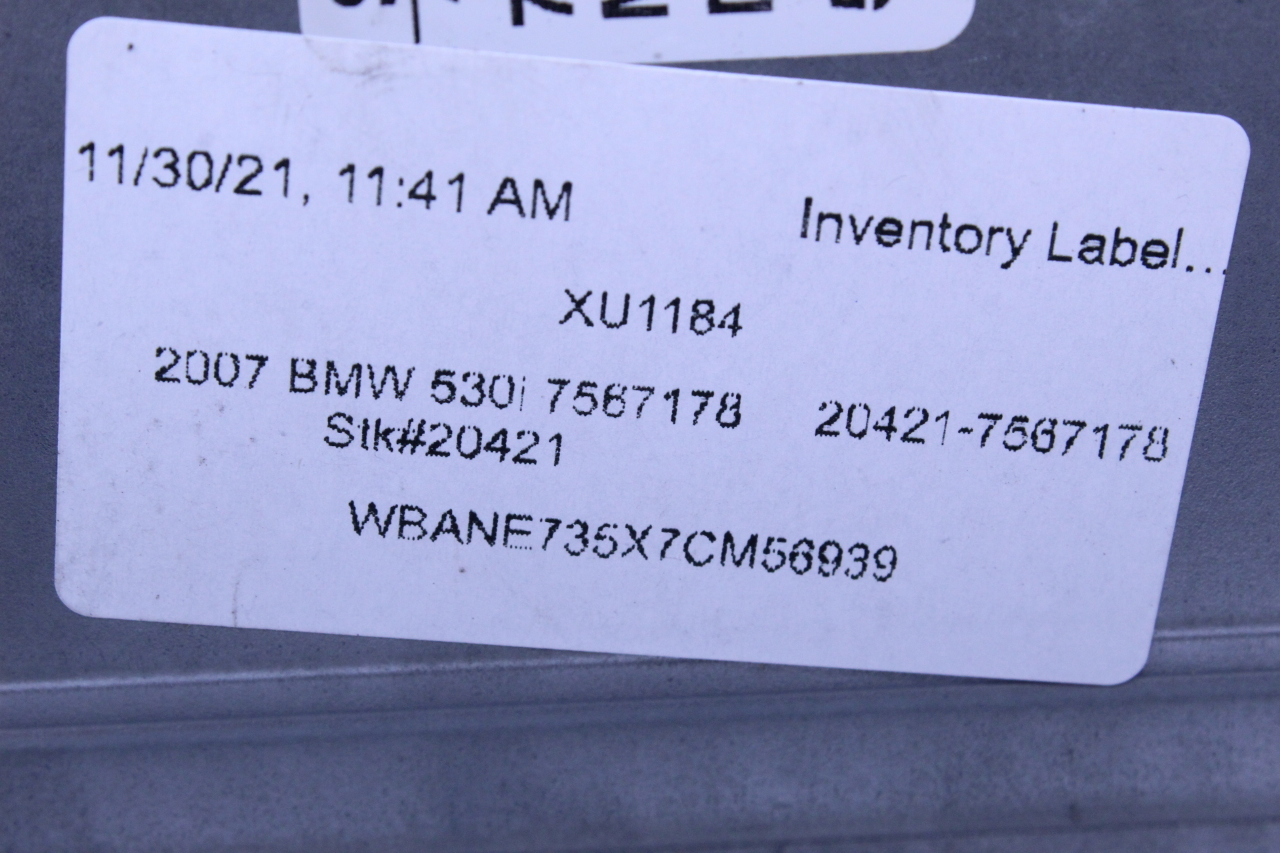 11/30/21, 11:41 AM
Inventory Label...
XU1184
2007 BMW 530i 7567178
20421-7567178
Stk#20421
WBANE735X7CM56939